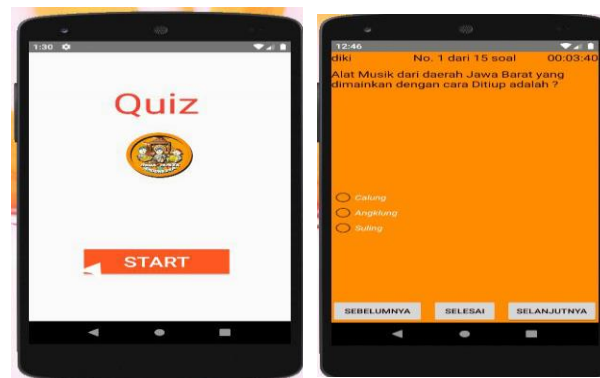 1:30
Quiz
START
12:46
diki No. 1 dari 15 soal 00:03:40
Alat Musik dari daerah Jawa Barat yang
dimainkan dengan cara Ditiup adalah ?
Calung
Angklung
Suling
SEBELUMNYA SELESAI SELANJUTNYA